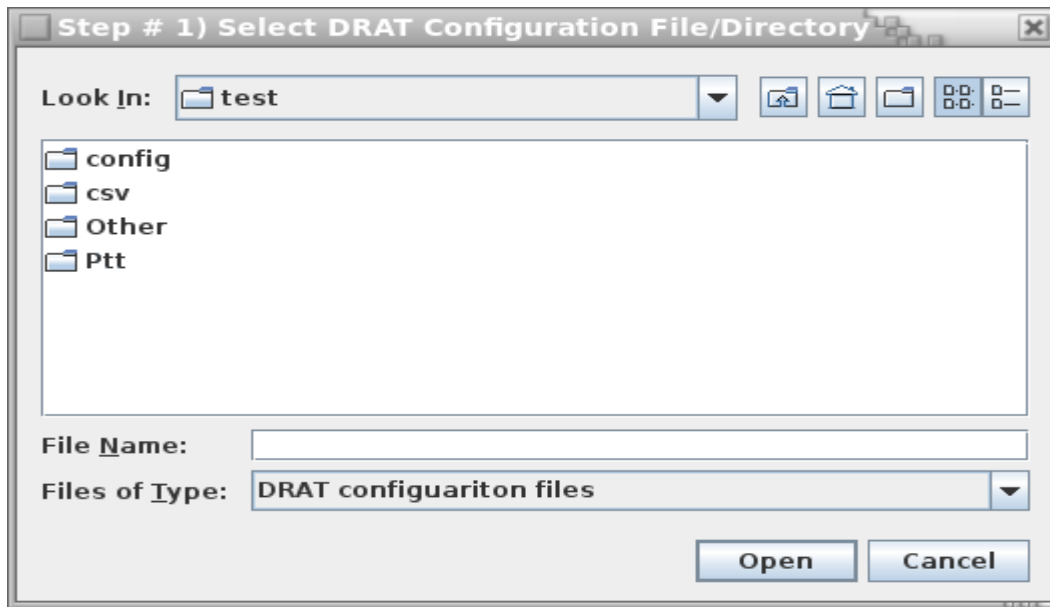 Step # 1) Select DRAT Configuration File/Directory
Look In: test
config
csv
Other
Ptt
File Name:
Files of Type: DRAT configuariton files
Open Cancel